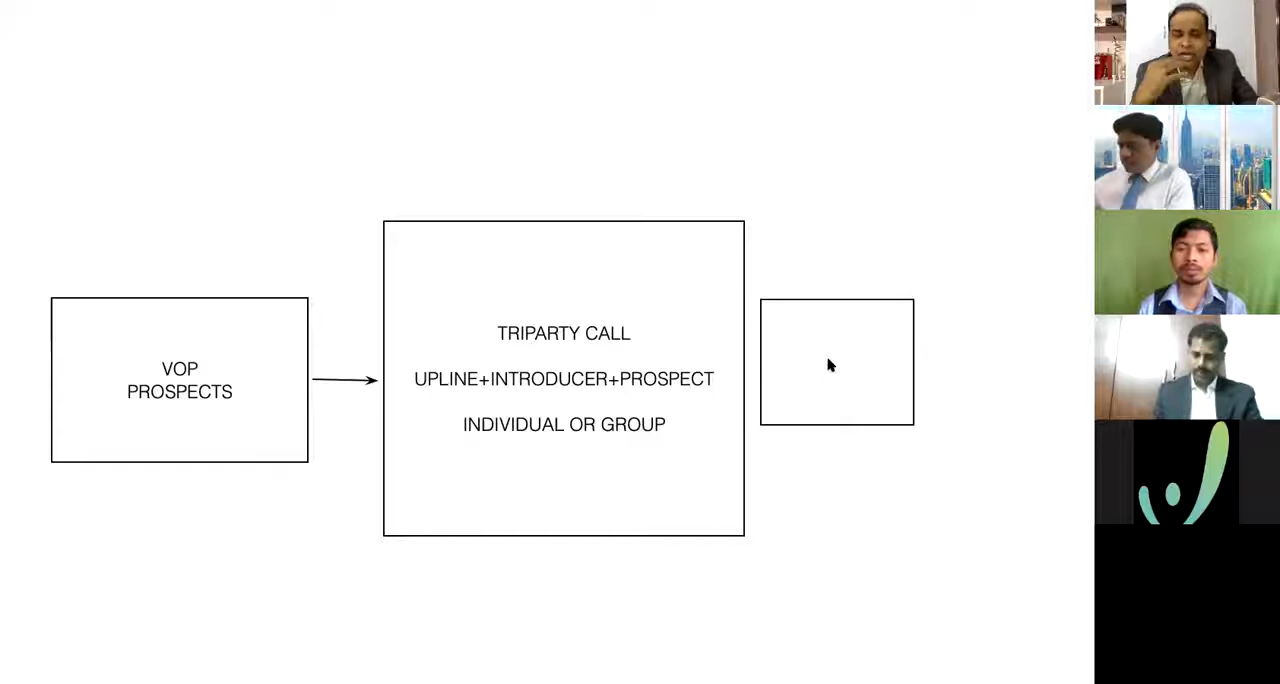 VOP
PROSPECTS
TRIPARTY CALL
UPLINE+INTRODUCER+PROSPECT
INDIVIDUAL OR GROUP